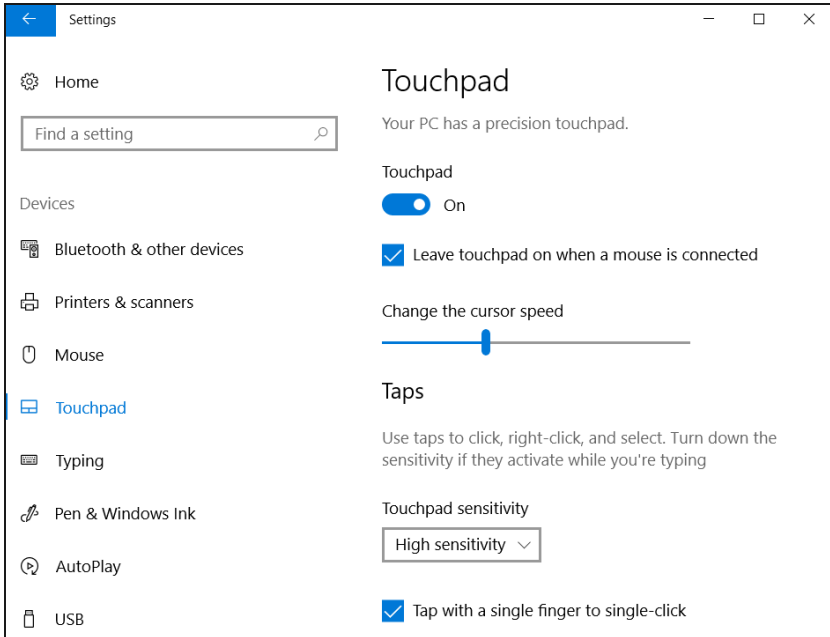 Settings
Home
Find a setting
Devices
Bluetooth & other devices
Printers & scanners
Mouse
Touchpad
Typing
Pen & Windows Ink
AutoPlay
USB
Touchpad
Your PC has a precision touchpad.
Touchpad
On
Leave touchpad on when a mouse is connected
Change the cursor speed
Taps
Use taps to click, right-click, and select. Turn down the
sensitivity if they activate while you're typing
Touchpad sensitivity
High sensitivity
Tap with a single finger to single-click